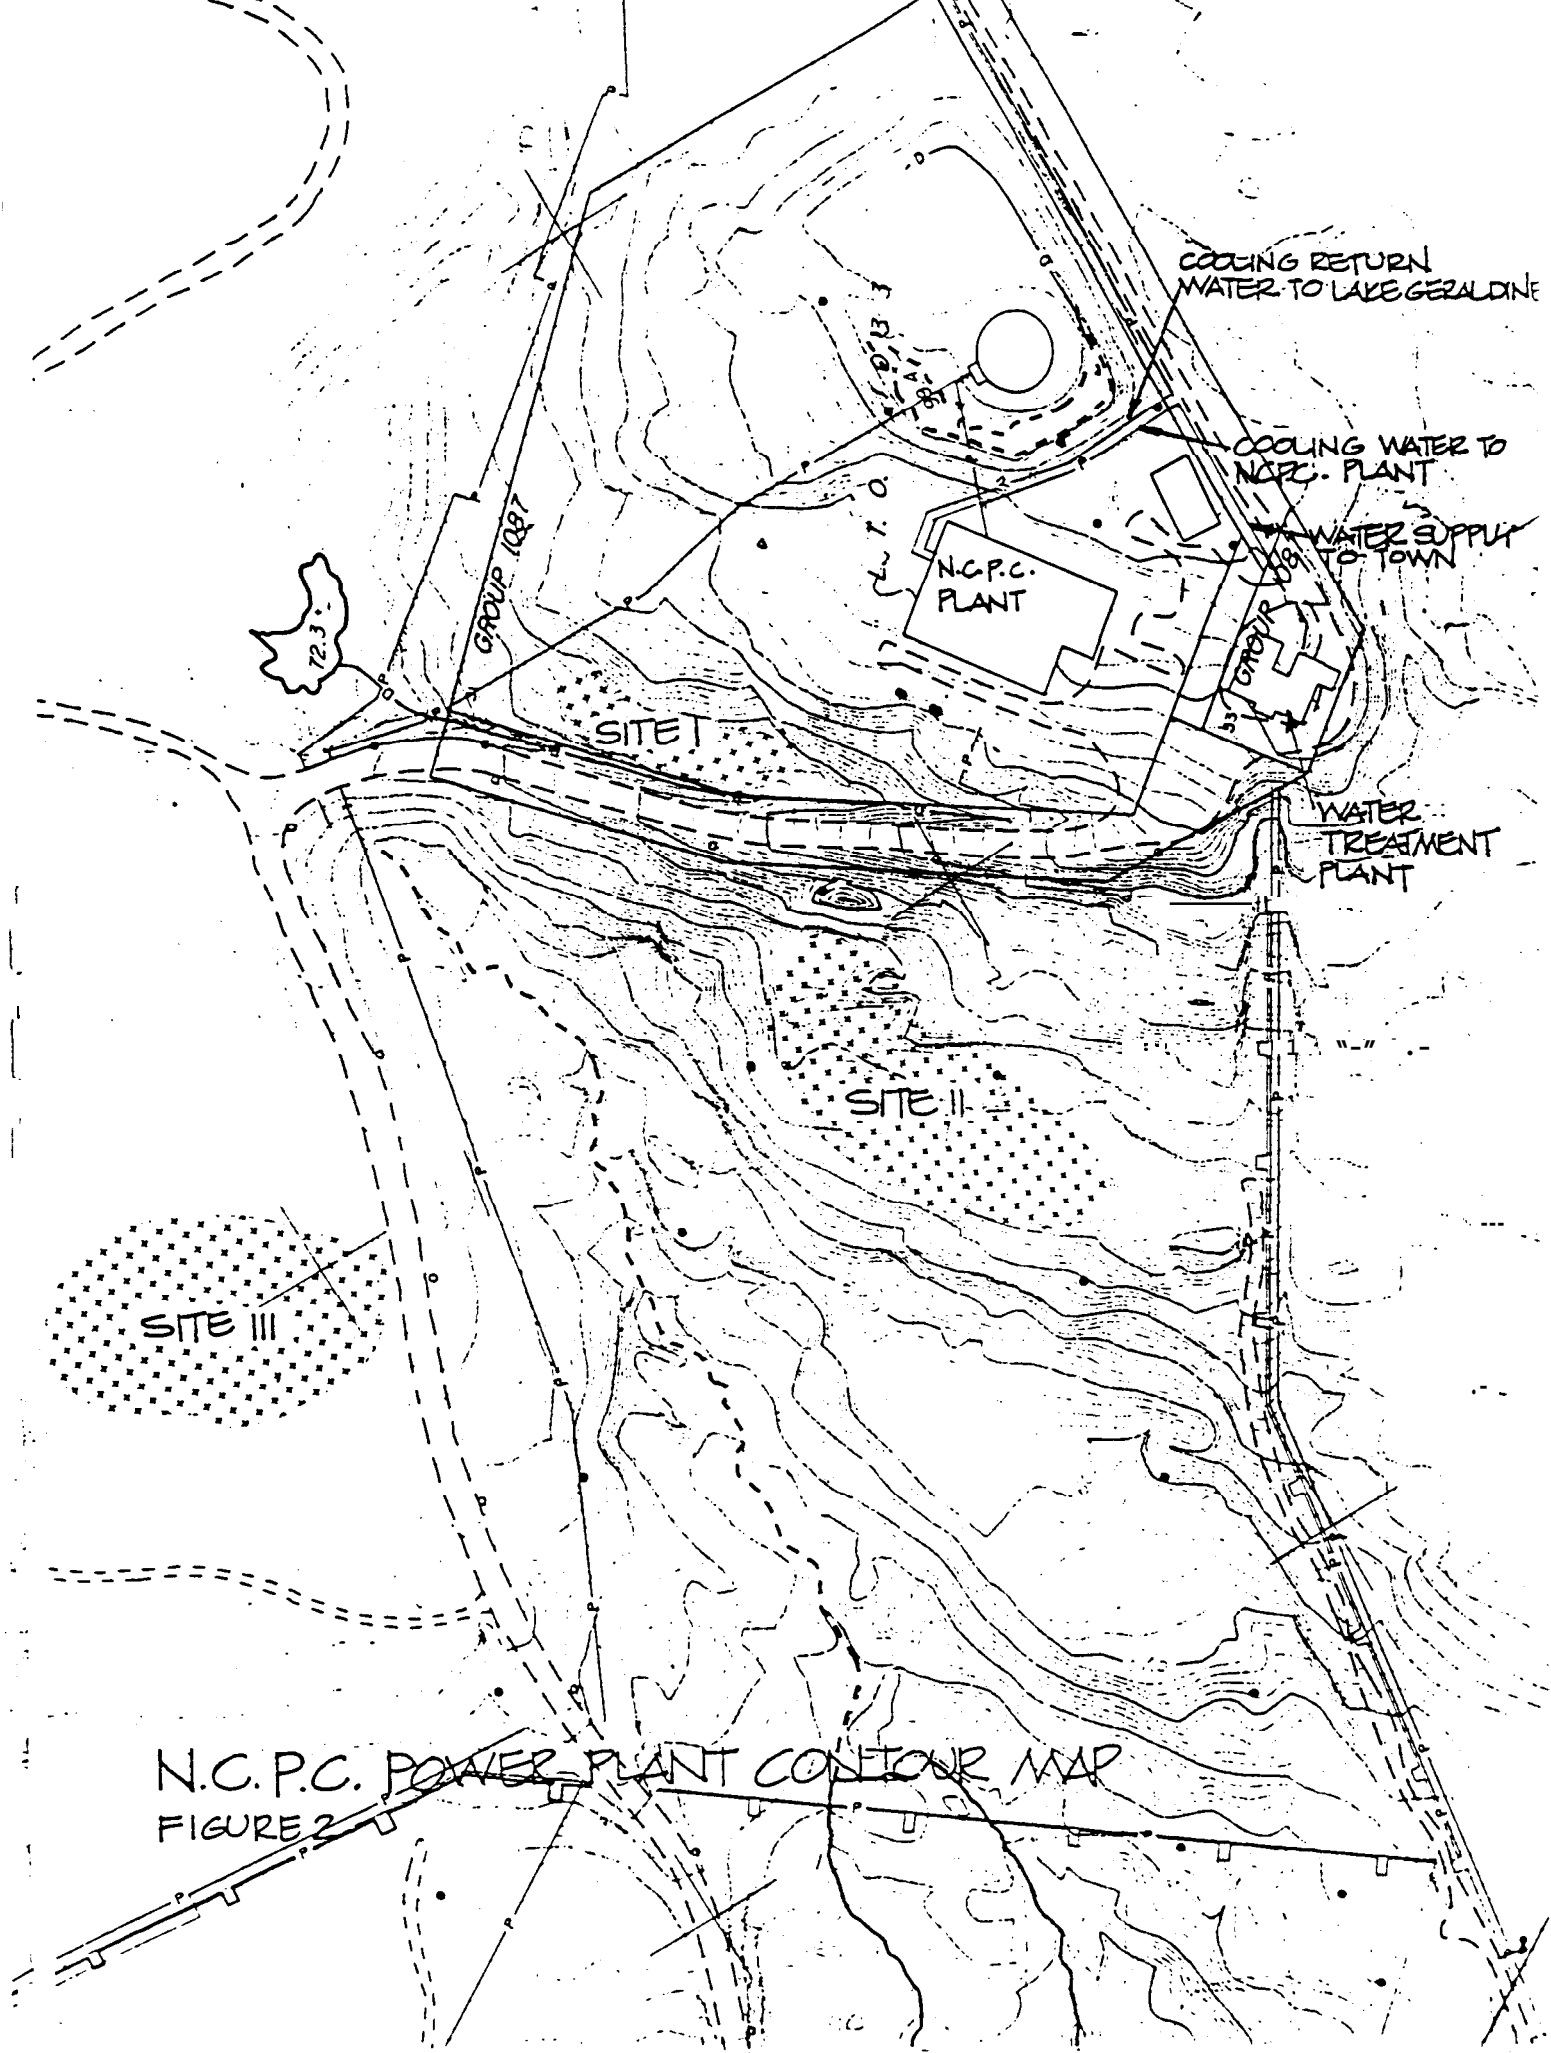 COOLING RETURN
WATER TO LAKE GERALDINE
COOLING WATER TO
N.C.P.C. PLANT
WATER SUPPLY
TO TOWN
GROUP 1087
N.C.P.C.
PLANT
72.3
GROUP
SITE I
WATER
TREATMENT
PLANT
SITE II
SITE III
N.C.P.C. POWER PLANT CONTOUR MAP
FIGURE 2